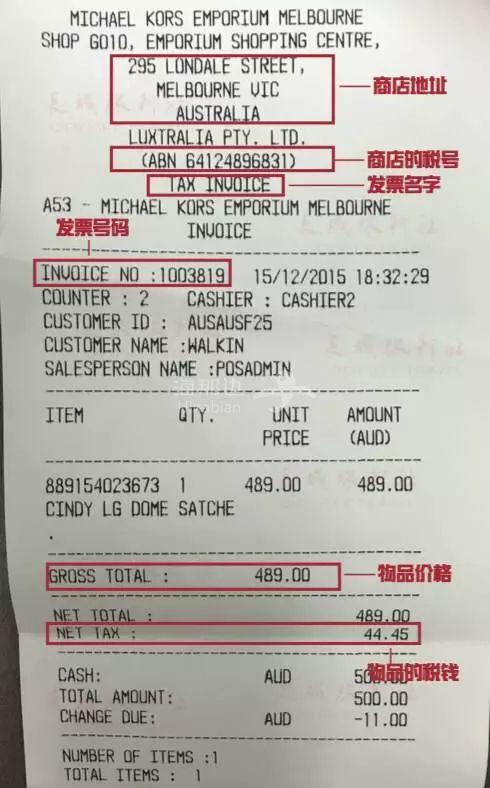 MICHAEL KORS EMPORIUM MELBOURNE
SHOP G010, EMPORIUM SHOPPING CENTRE,
295 LONDALE STREET,
MELBOURNE VIC
商店地址
AUSTRALIA
LUXTRALIA PTY. LTD.
(ABN 64124896831)
商店的税号
TAX INVOICE
发票名字
A53 - MICHAEL KORS EMPORIUM MELBOURNE
发票号码
INVOICE
INVOICE NO :1003819 15/12/2015 18:32:29
COUNTER : 2 CASHIER : CASHIER2
CUSTOMER ID : AUSAUSF25
CUSTOMER NAME :WALKIN
SALESPERSON NAME :POSADMIN
海那边
Hinabian
ITEM QTY. UNIT AMOUNT
PRICE (AUD)
889154023673 1 489.00 489.00
CINDY LG DOME SATCHE
.
GROSS TOTAL : 489.00
物品价格
NET TOTAL : 489.00
NET TAX : 44.45
物品的税钱
CASH: AUD
TOTAL AMOUNT: 500.00
CHANGE DUE: AUD -11.00
NUMBER OF ITEMS :1
TOTAL ITEMS : 1